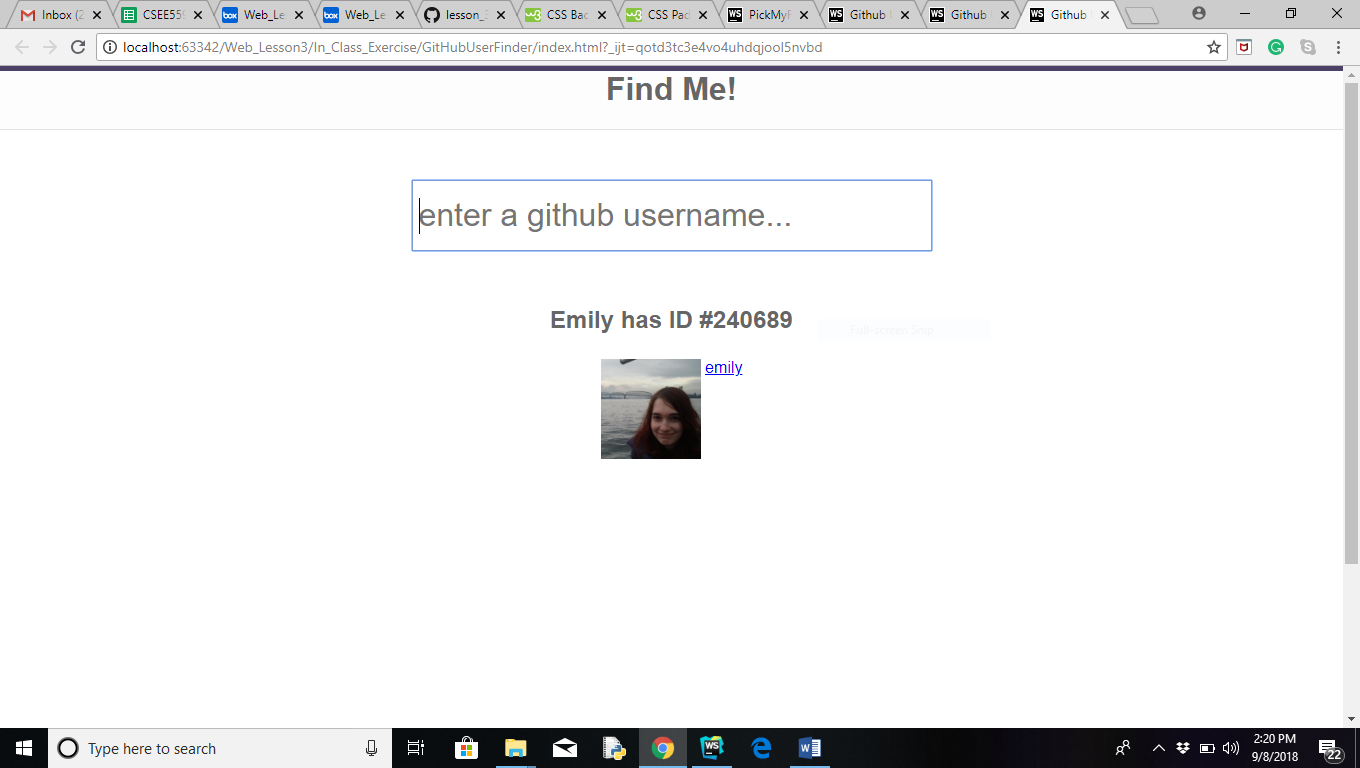 Inbox (2
CSEE559
Web_Le
Web_Le
lesson_3
CSS Bac
CSS Pad
PickMyF
Github
Github
Github
localhost:63342/Web_Lesson3/In_Class_Exercise/GitHubUserFinder/index.html?_ijt=qotd3tc3e4vo4uhdqjool5nvbd
Find Me!
enter a github username...
Emily has ID #240689
Full-screen Snip
emily
Type here to search
2:20 PM
9/8/2018
22